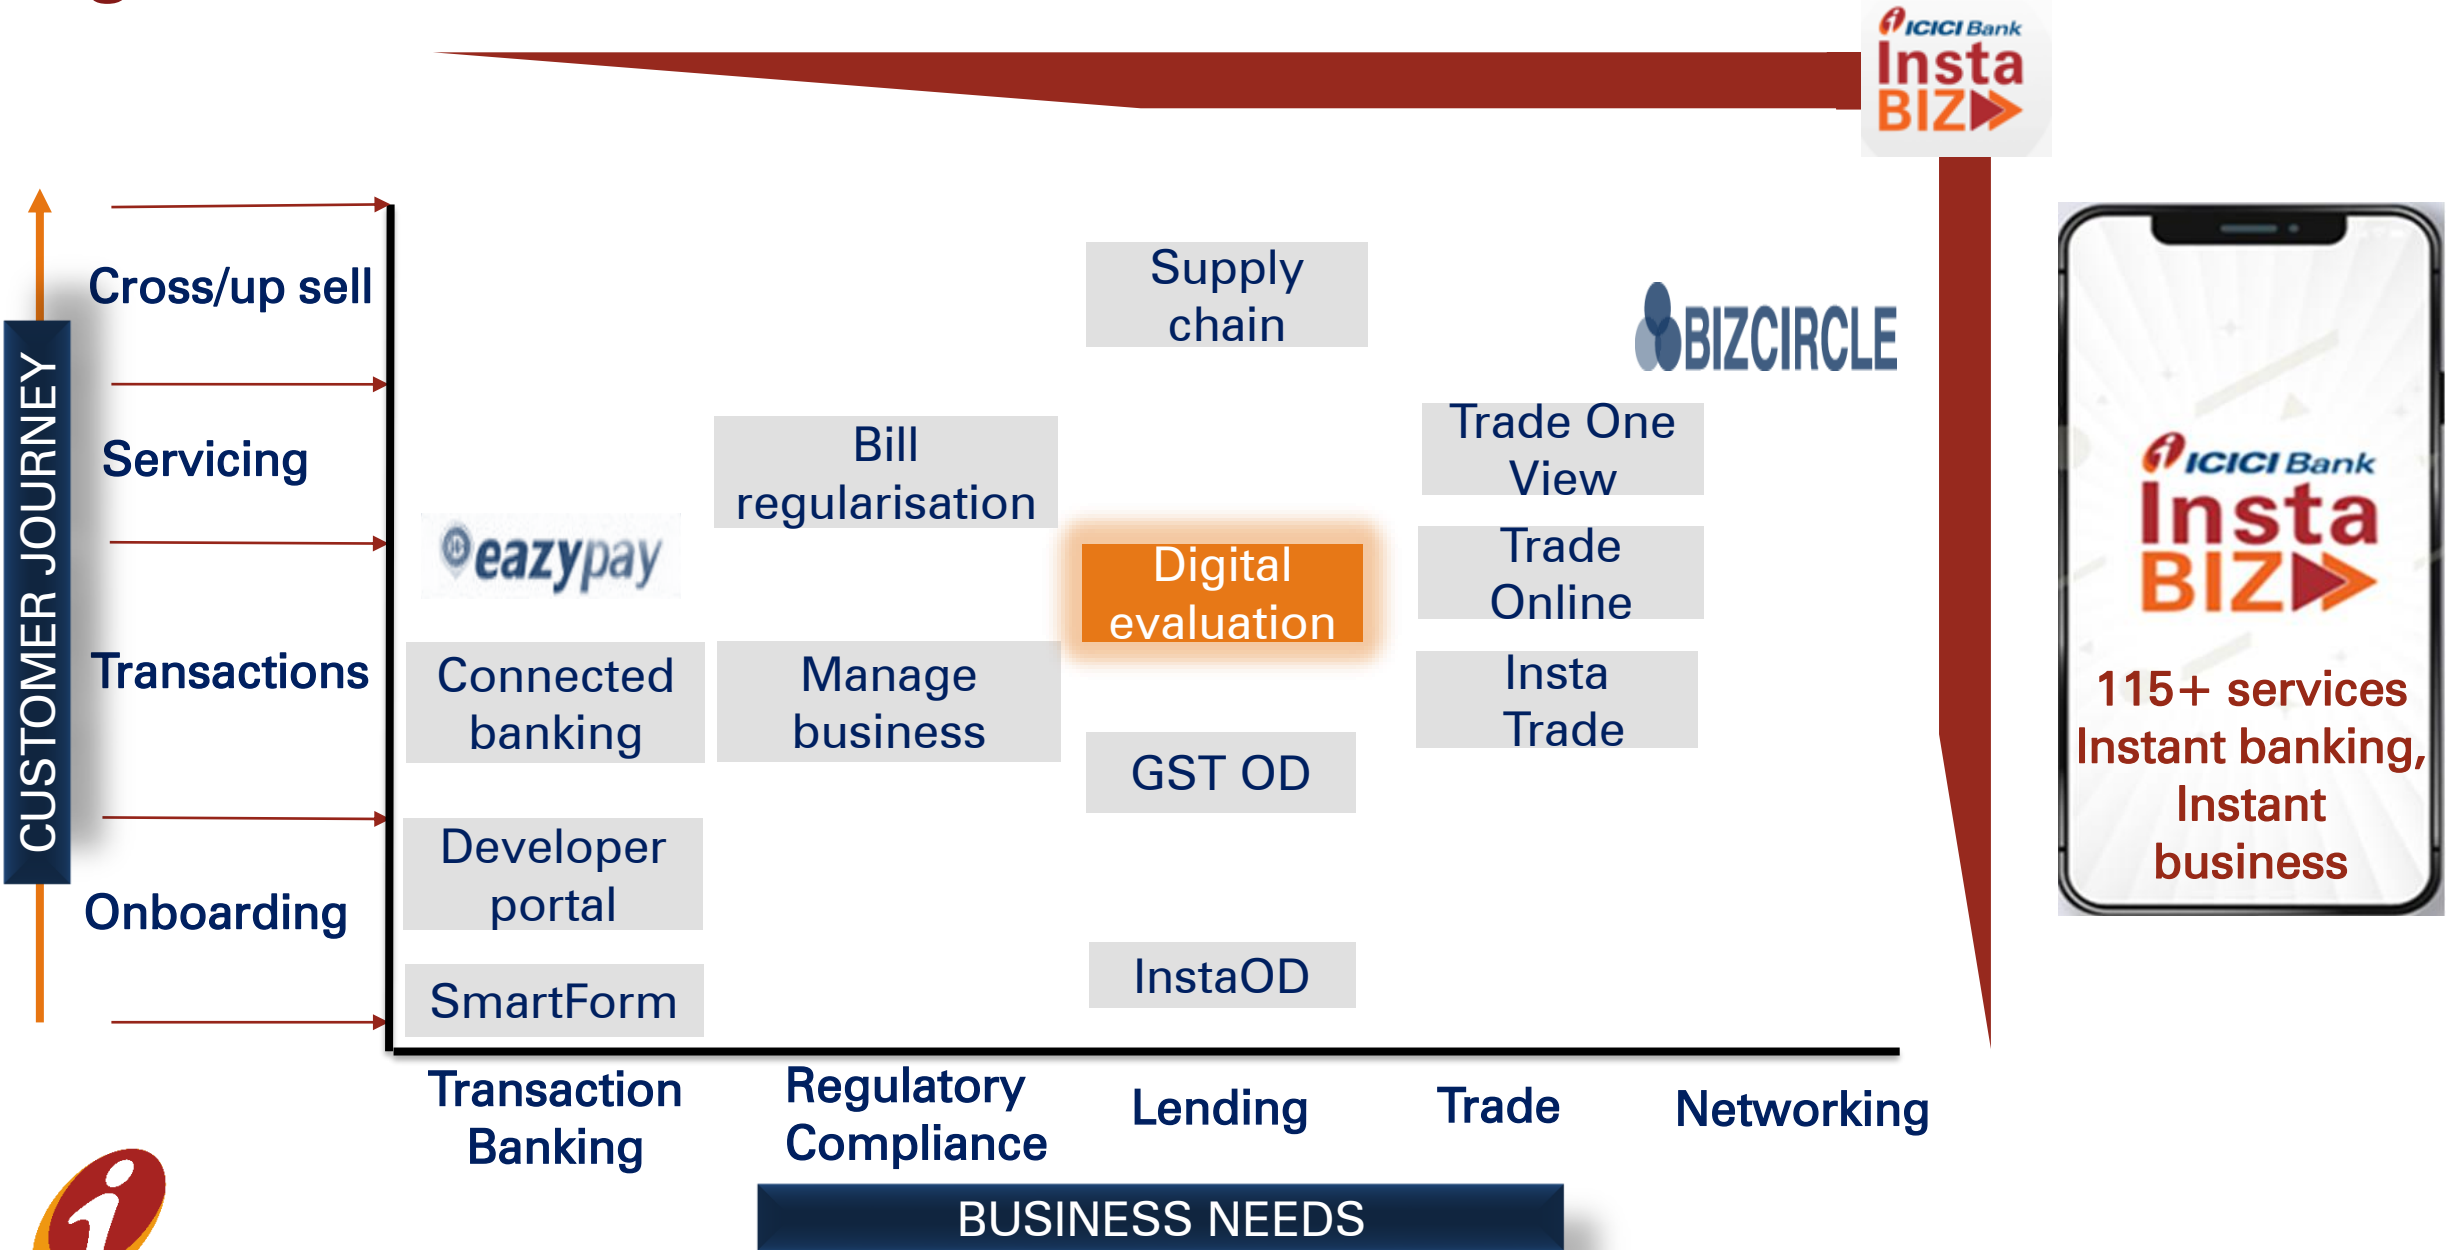 ICICI Bank
Insta
BIZ
CUSTOMER JOURNEY
Cross/up sell
Servicing
Transactions
Onboarding
Supply
chain
BIZCIRCLE
Bill
regularisation
Trade One
View
eazypay
Digital
evaluation
Trade
Online
Connected
banking
Manage
business
Insta
Trade
GST OD
Developer
portal
InstaOD
SmartForm
Transaction
Banking
Regulatory
Compliance
Lending
Trade
Networking
BUSINESS NEEDS
ICICI Bank
Insta
BIZ
115+ services
Instant banking,
Instant
business